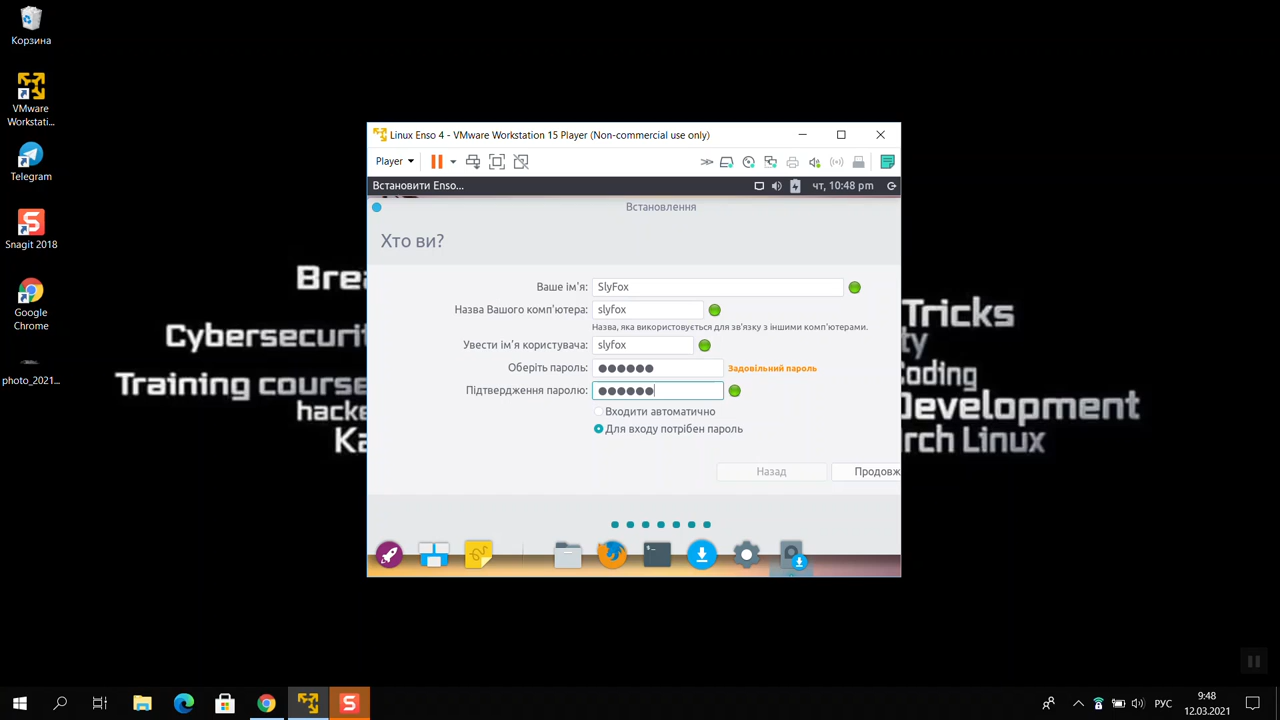 Корзина
VMware
Workstati...
Telegram
Snagit 2018
Google
Chrome
photo_2021...
Cybersecurit
Training course
hacke
Tricks
ty
Coding
Development
rch Linux
Linux Enso 4 - VMware Workstation 15 Player (Non-commercial use only)
Player
Встановити Enso...
чт, 10:48 pm
Встановлення
Хто ви?
Ваше ім'я:
SlyFox
Назва Вашого комп'ютера:
slyfox
Назва, яка використовується для зв'язку з іншими комп'ютерами.
Увести ім'я користувача:
slyfox
Оберіть пароль:
●●●●●●
Задовільний пароль
Підтвердження паролю:
●●●●●●
Входити автоматично
Для входу потрібен пароль
Назад
Продовж
РУС
9:48
12.03.2021